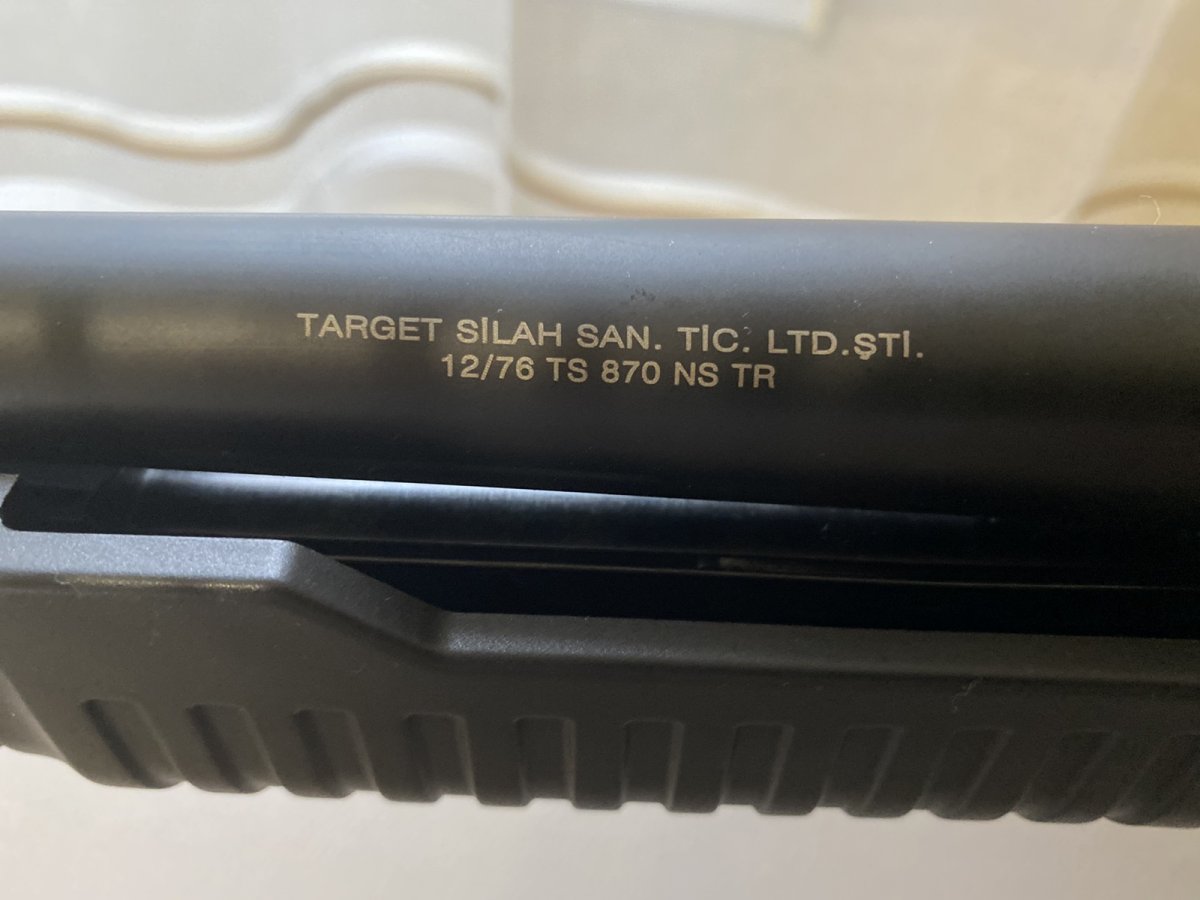 TARGET SİLAH SAN. TİC. LTD.ŞTİ.
12/76 TS 870 NS TR